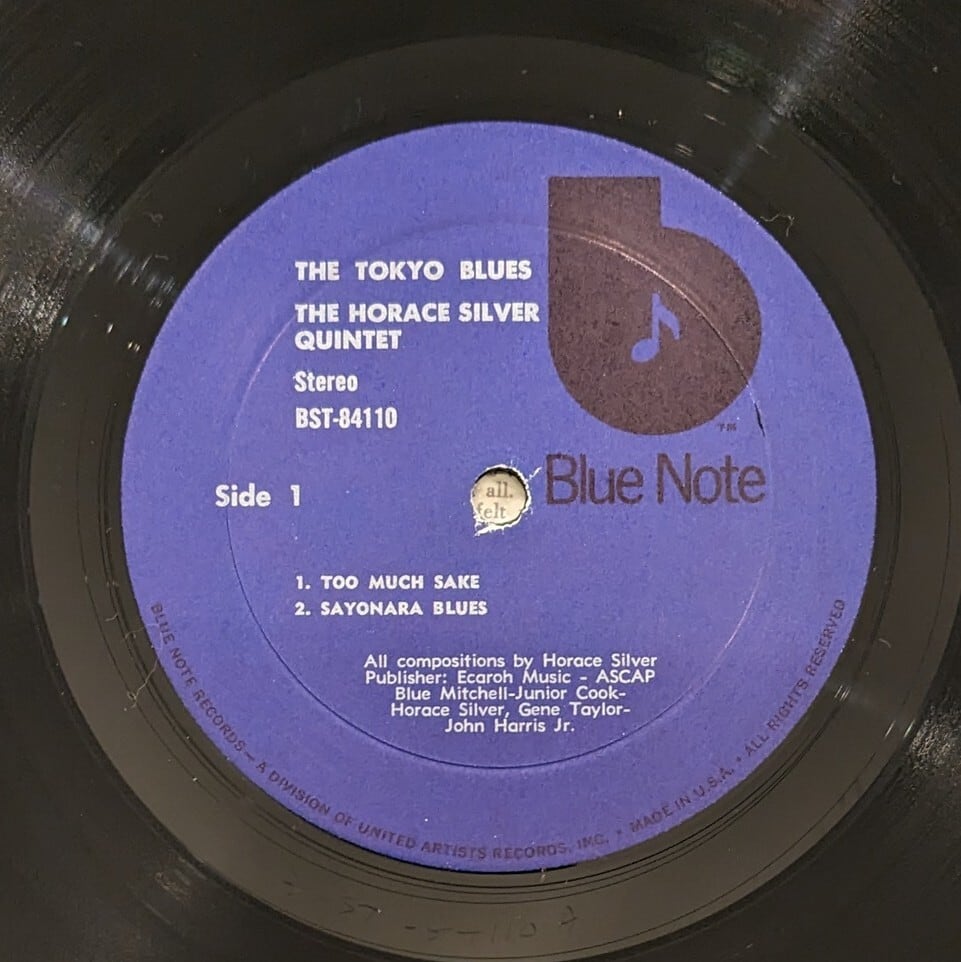 THE TOKYO BLUES
THE HORACE SILVER
QUINTET
Stereo
BST-84110
TM
Blue Note
Side 1
all.
felt
1. TOO MUCH SAKE
2. SAYONARA BLUES
All compositions by Horace Silver
Publisher: Ecaroh Music - ASCAP
Blue Mitchell-Junior Cook-
Horace Silver, Gene Taylor-
John Harris Jr.
BLUE NOTE RECORDS—A DIVISION OF UNITED ARTISTS RECORDS, INC. • MADE IN U.S.A. • ALL RIGHTS RESERVED